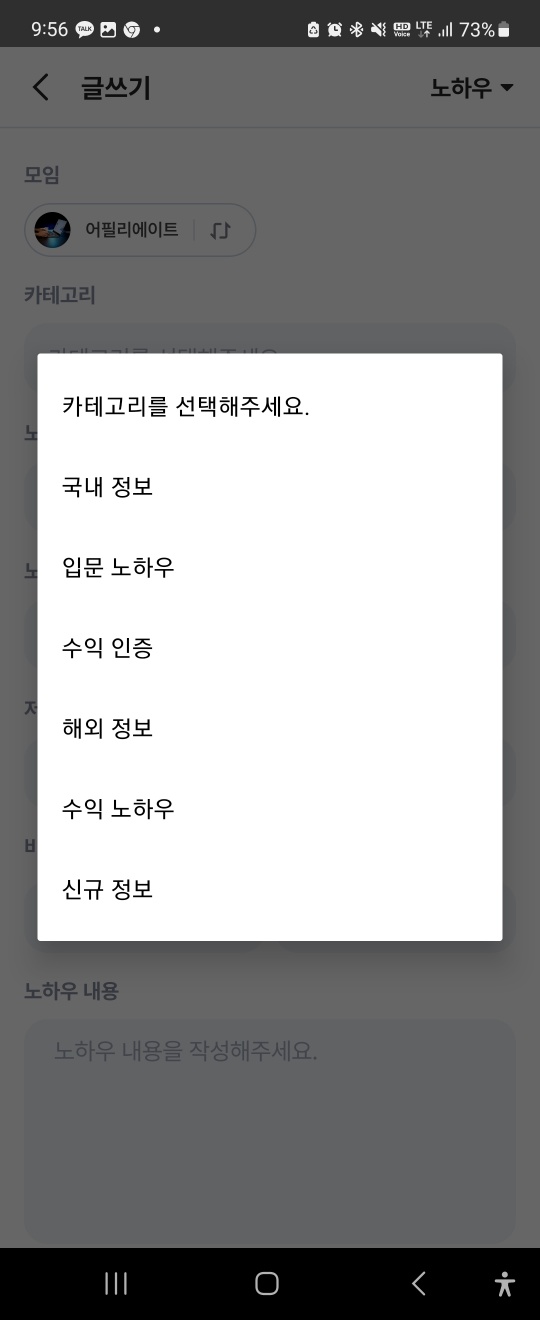 9:56
TALK
HD
Voice
LTE
73%
글쓰기
노하우
모임
어필리에이트
카테고리
카테고리를 선택해주세요.
국내 정보
입문 노하우
수익 인증
해외 정보
수익 노하우
신규 정보
노하우 내용
노하우 내용을 작성해주세요.